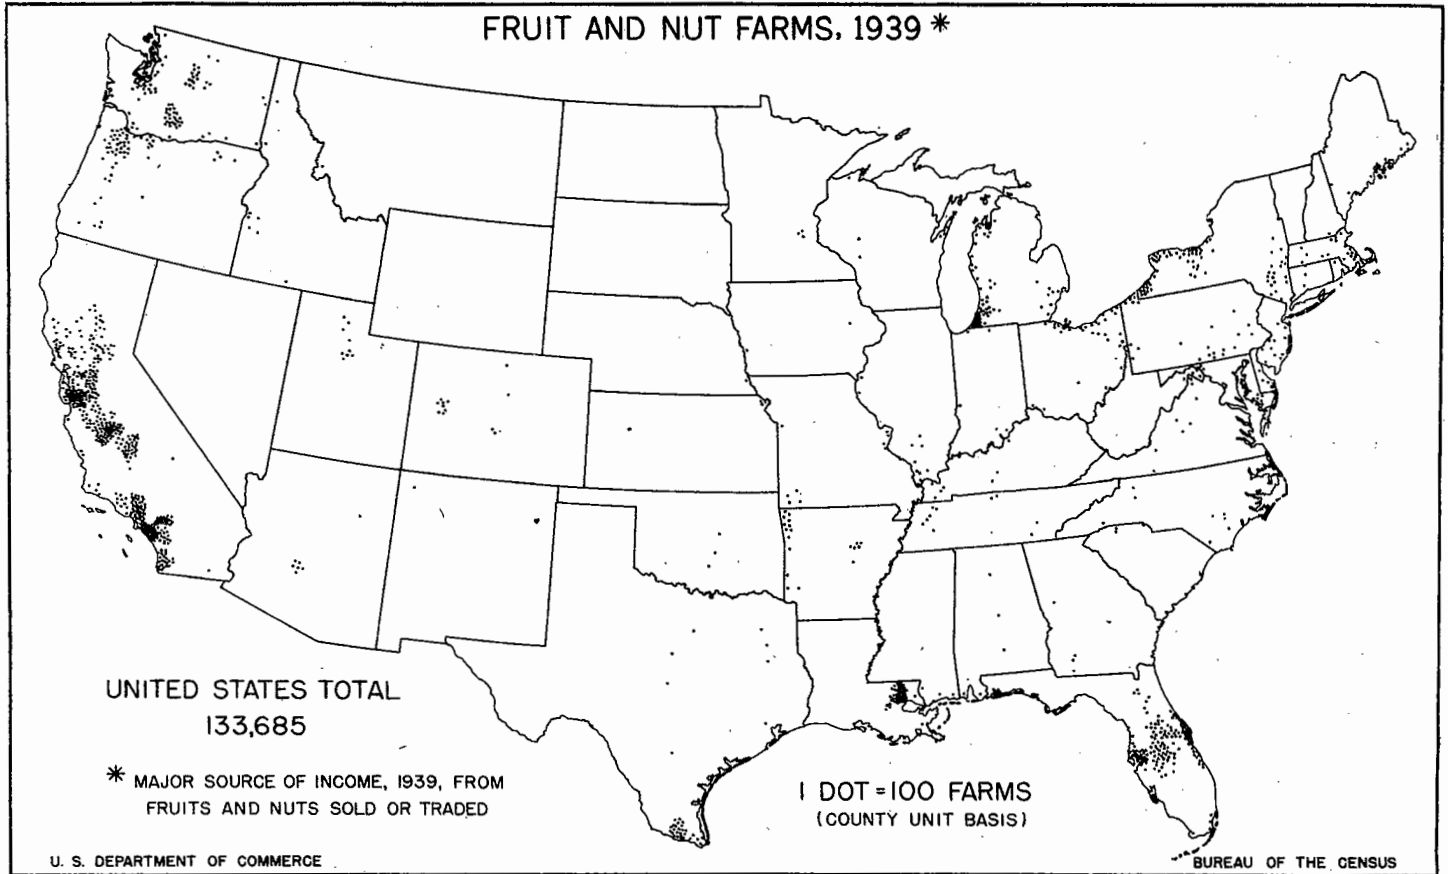 FRUIT AND NUT FARMS, 1939 *
UNITED STATES TOTAL
133,685
* MAJOR SOURCE OF INCOME, 1939, FROM
FRUITS AND NUTS SOLD OR TRADED
1 DOT = 100 FARMS
(COUNTY UNIT BASIS)
U. S. DEPARTMENT OF COMMERCE
BUREAU OF THE CENSUS